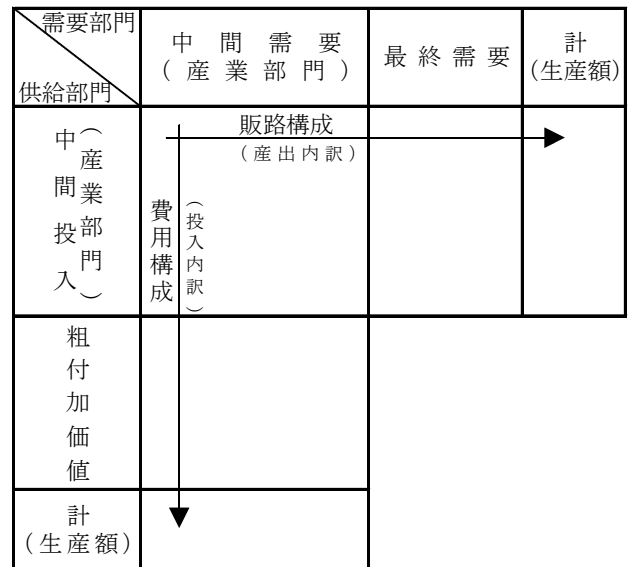 需要部門
供給部門
中間需要
(産業部門)
最終需要
計
(生産額)
中間投入
(産業部門)
販路構成
(産出内訳)
費用構成
(投入内訳)
粗付加価値
計
(生産額)